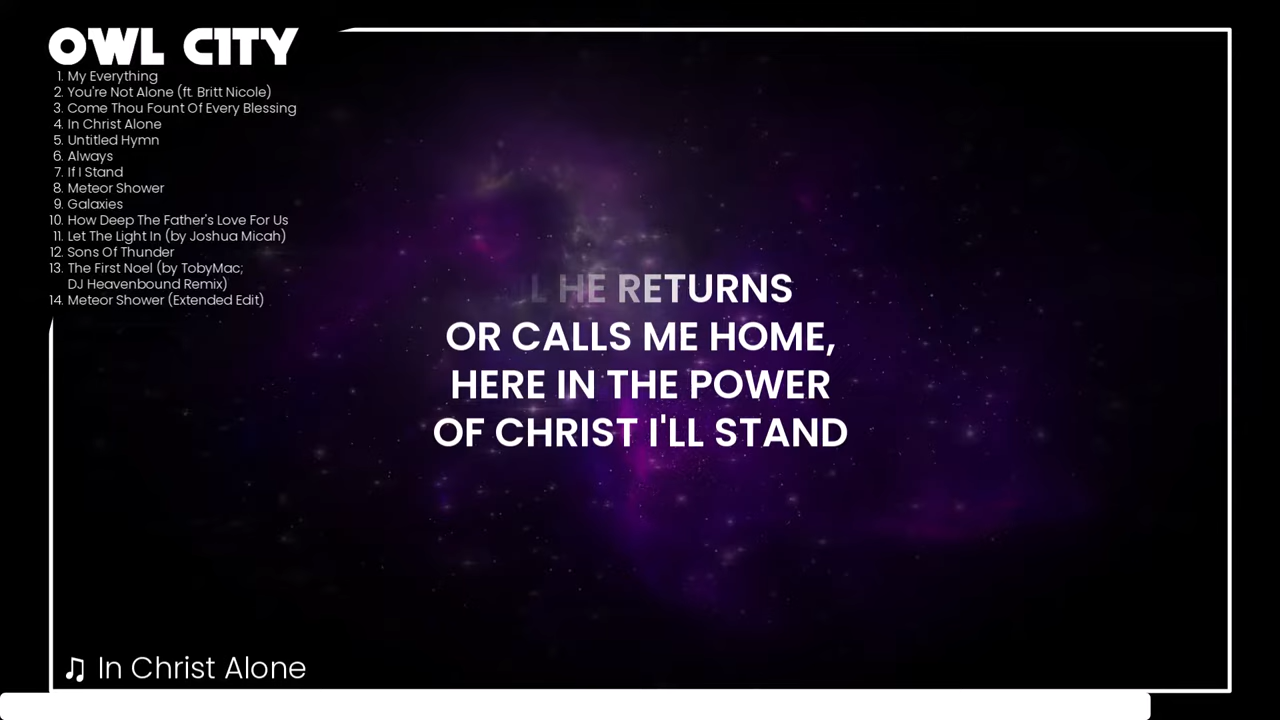 OWL CITY
1. My Everything
2. You're Not Alone (ft. Britt Nicole)
3. Come Thou Fount Of Every Blessing
4. In Christ Alone
5. Untitled Hymn
6. Always
7. If I Stand
8. Meteor Shower
9. Galaxies
10. How Deep The Father's Love For Us
11. Let The Light In (by Joshua Micah)
12. Sons Of Thunder
13. The First Noel (by TobyMac;
DJ Heavenbound Remix)
14. Meteor Shower (Extended Edit)
HE RETURNS
OR CALLS ME HOME,
HERE IN THE POWER
OF CHRIST I'LL STAND
♫ In Christ Alone